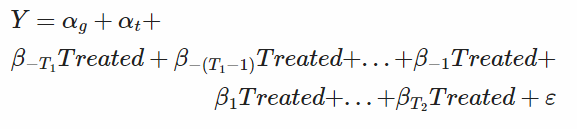 Y = α_g + α_t +
β_{−T_1}Treated + β_{−(T_1−1)}Treated+...+β_{−1}Treated+
β_1Treated+...+β_{T_2}Treated + ε